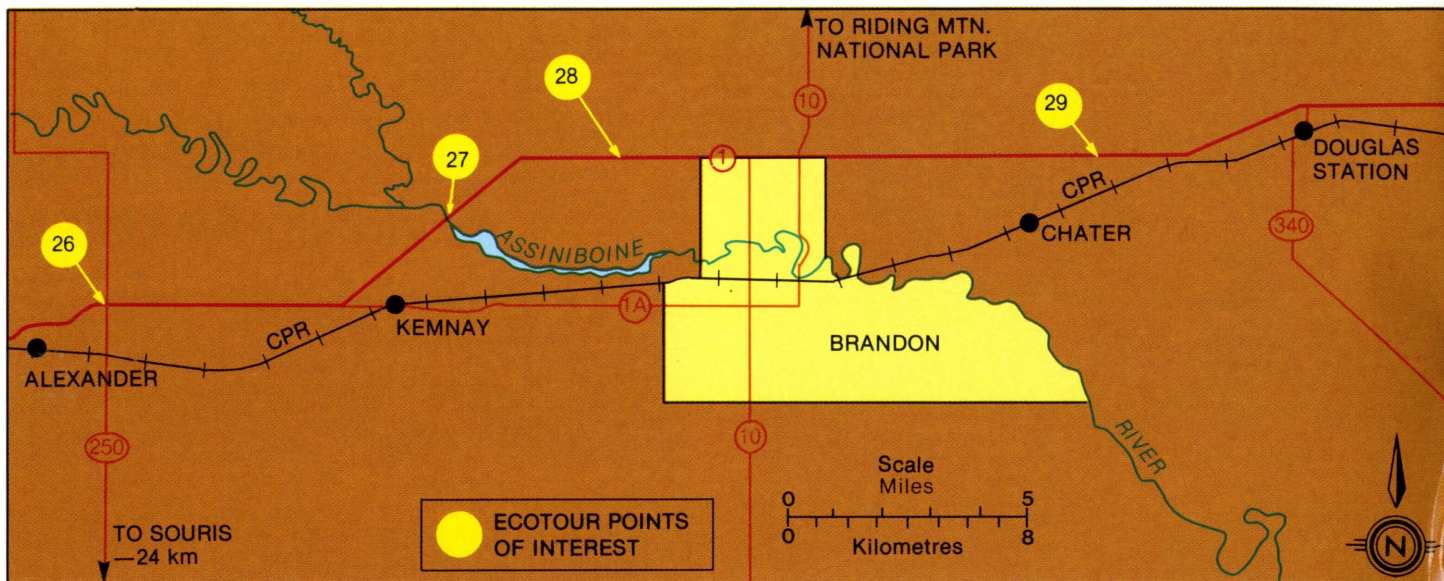 TO RIDING MTN.
NATIONAL PARK
28
26
10
29
27
1
DOUGLAS
STATION
CPR
CHATER
340
ASSINIBOINE
26
KEMNAY
1A
CPR
ALEXANDER
BRANDON
250
10
RIVER
Scale
Miles
0 5
0 8
Kilometres
ECOTOUR POINTS
OF INTEREST
TO SOURIS
—24 km
N